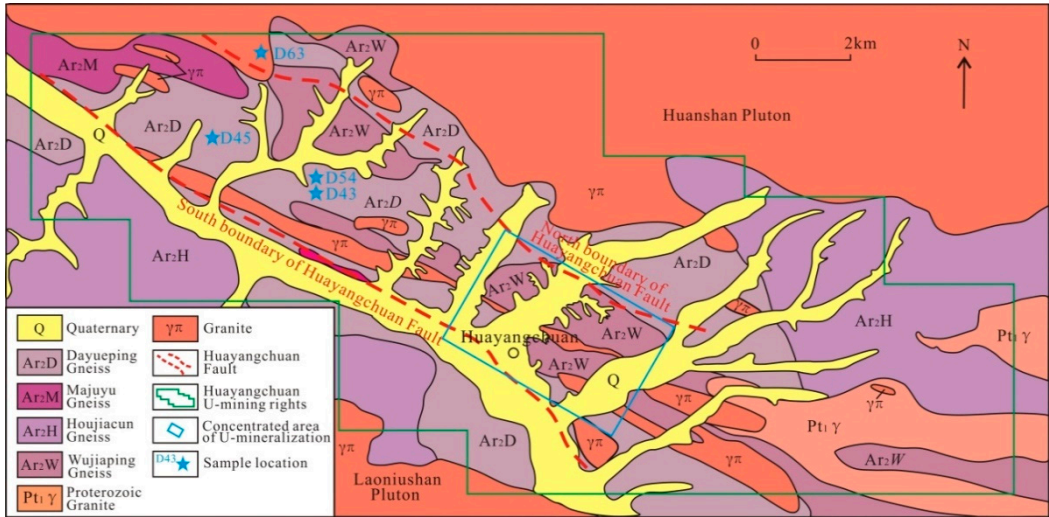 Ar2W
D63
0 2km
N
Ar2M
γπ
γπ
Huanshan Pluton
Ar2D
Ar2W
Ar2D
Q
D45
Ar2D
D54
D43
Ar2D
γπ
γπ
γπ
South boundary of Huayangchuan Fault
North boundary of
Huayangchuan Fault
Ar2D
Ar2H
Ar2W
γπ
Ar2H
Ar2W
Huayangchuan
Ar2W
Q
Pt1 γ
γπ
Pt1 γ
Ar2D
γπ
γπ
Ar2W
Laoniushan
Pluton
Q Quaternary
Ar2D Dayueping
Gneiss
Ar2M Majuyu
Gneiss
Ar2H Houjiacun
Gneiss
Ar2W Wujiaping
Gneiss
Pt1 γ Proterozoic
Granite
γπ Granite
Huayangchuan
Fault
Huayangchuan
U-mining rights
Concentrated area
of U-mineralization
D43 Sample location